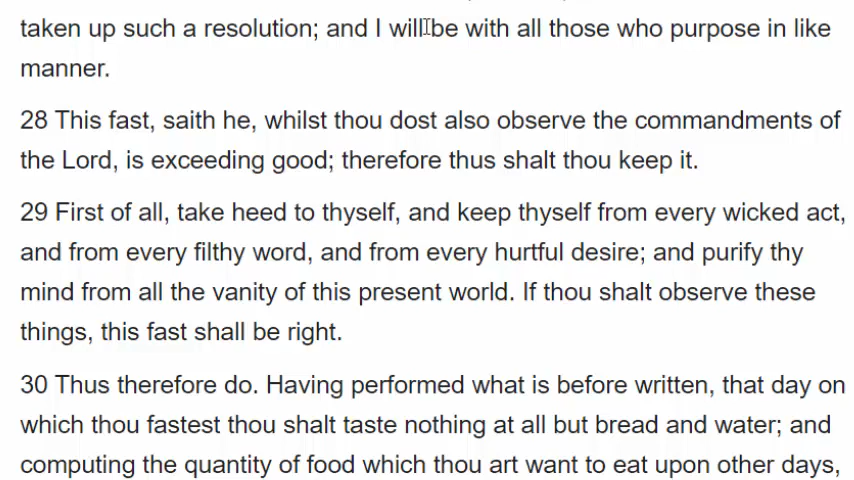 taken up such a resolution; and I will be with all those who purpose in like
manner.
28 This fast, saith he, whilst thou dost also observe the commandments of
the Lord, is exceeding good; therefore thus shalt thou keep it.
29 First of all, take heed to thyself, and keep thyself from every wicked act,
and from every filthy word, and from every hurtful desire; and purify thy
mind from all the vanity of this present world. If thou shalt observe these
things, this fast shall be right.
30 Thus therefore do. Having performed what is before written, that day on
which thou fastest thou shalt taste nothing at all but bread and water; and
computing the quantity of food which thou art want to eat upon other days,